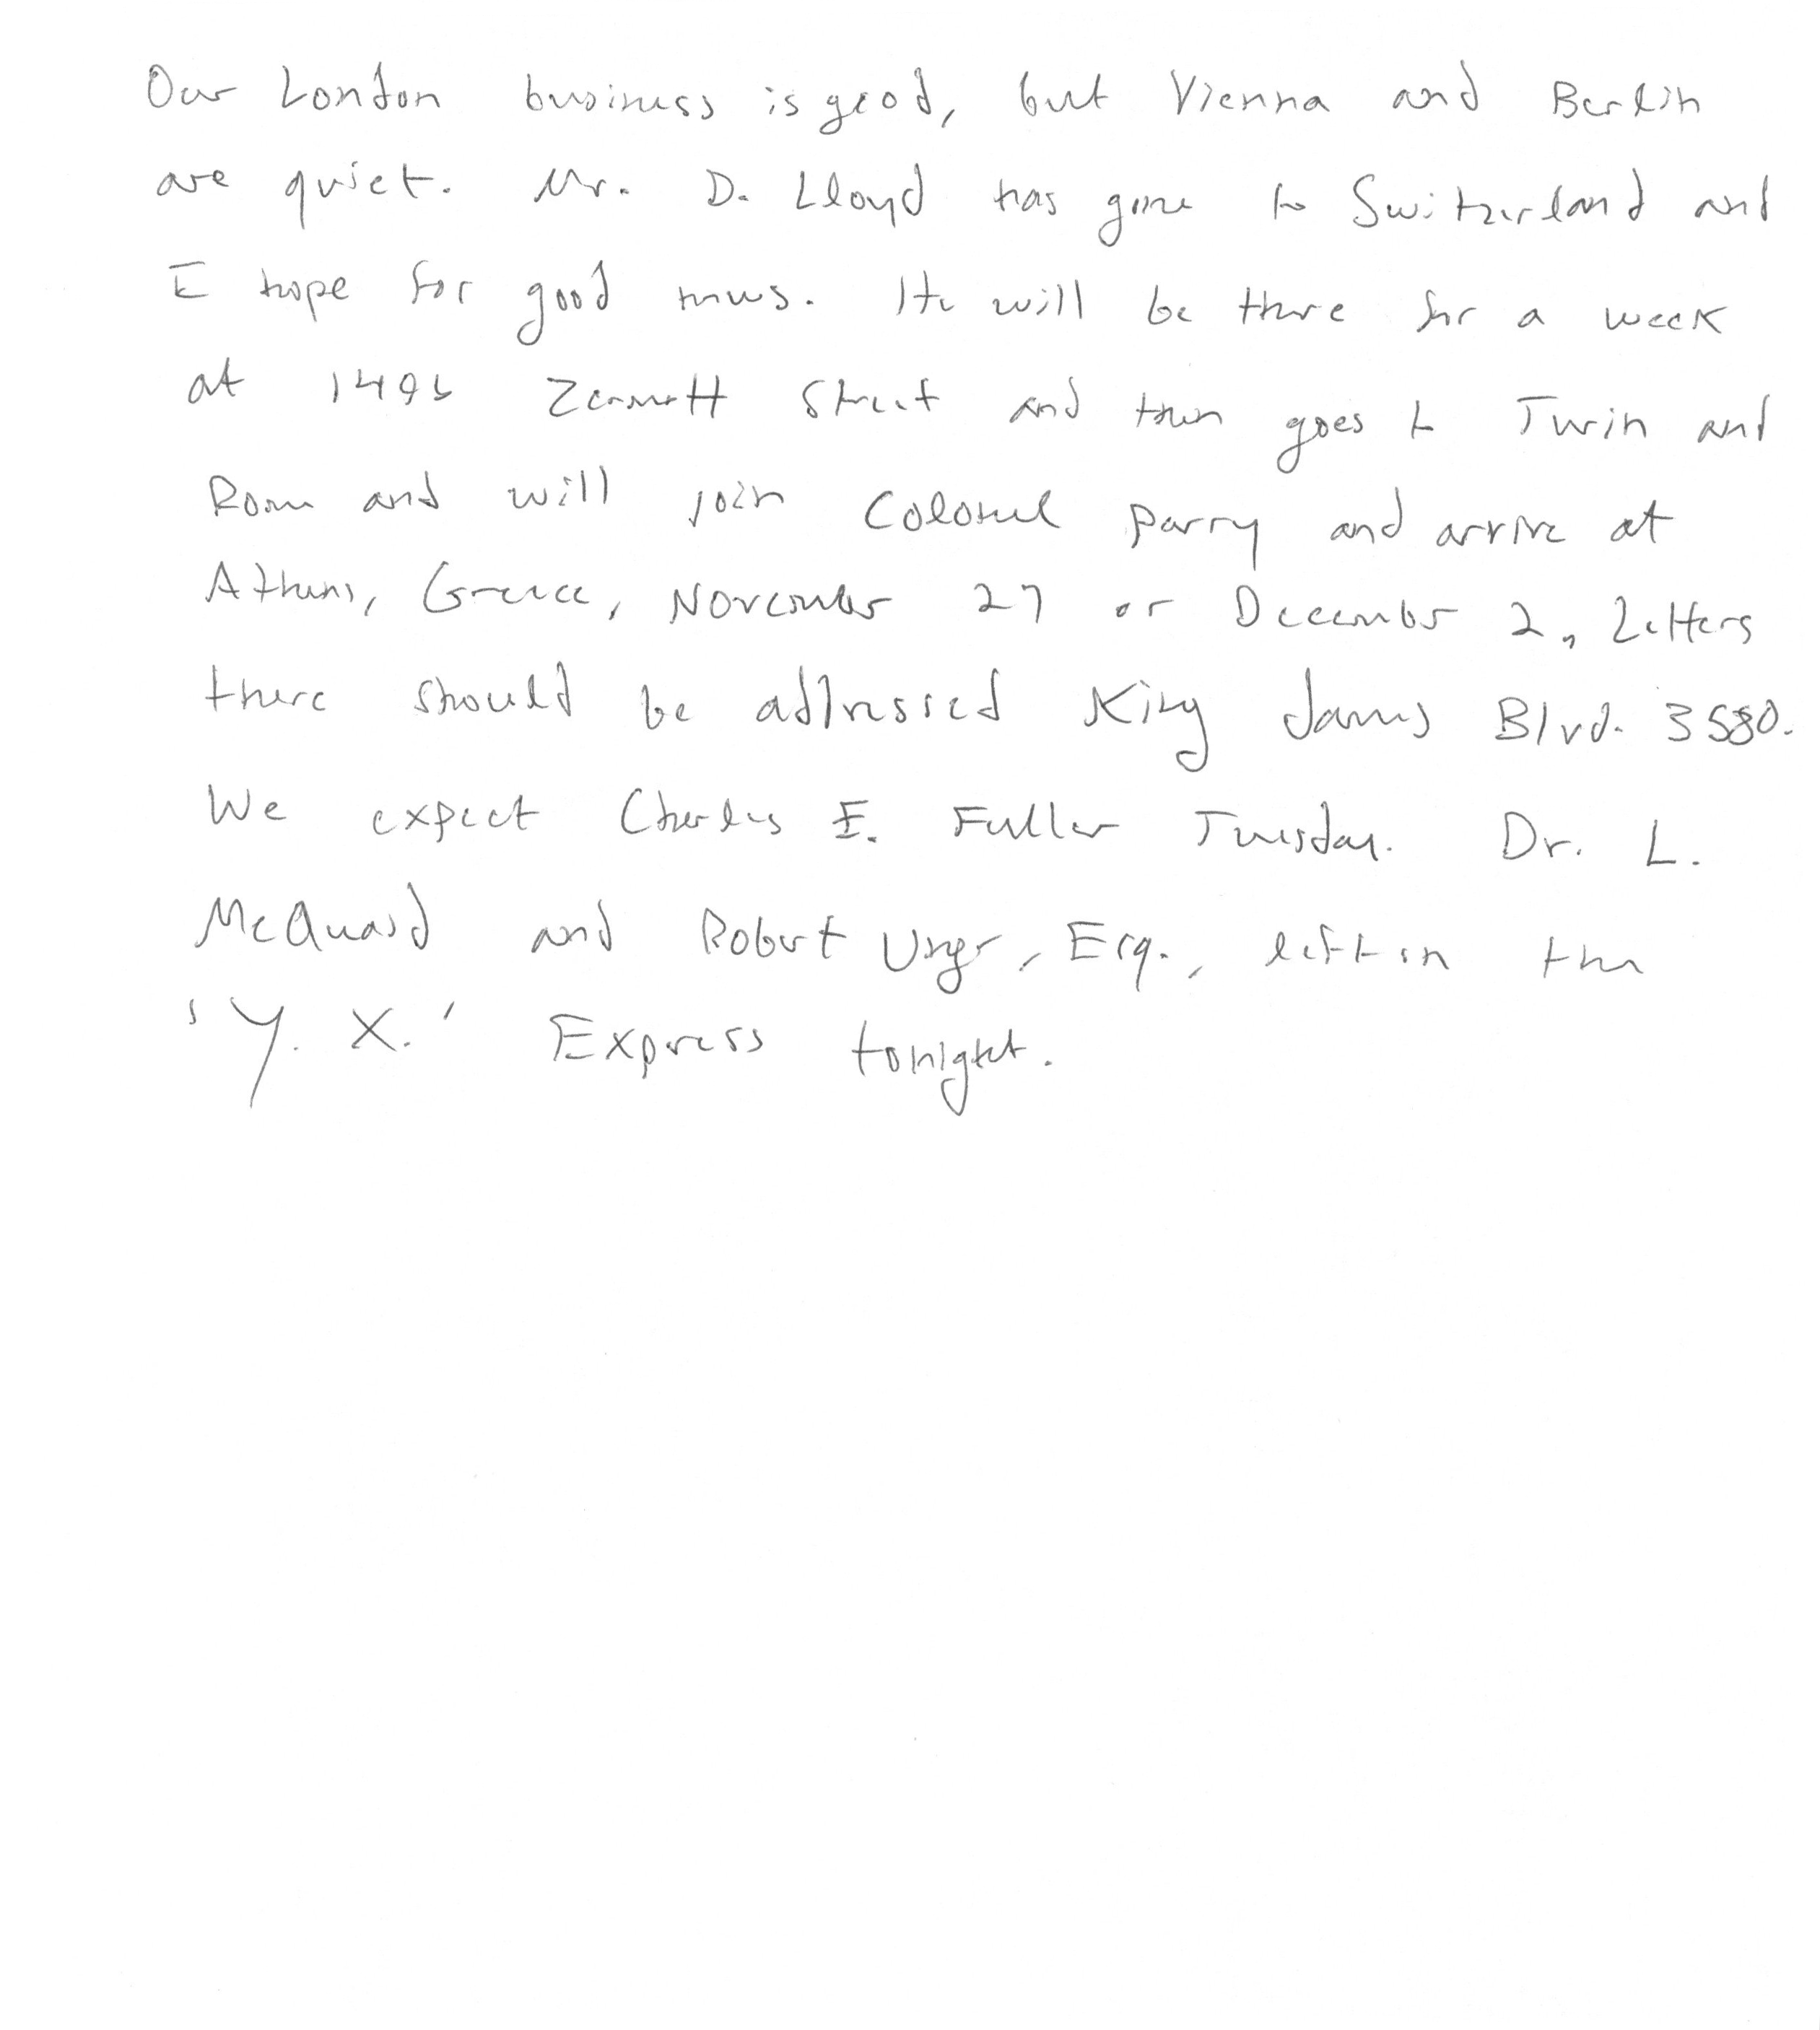 Our London business is good, but Vienna and Berlin
are quiet. Mr. D. Lloyd has gone to Switzerland and
I hope for good news. He will be there for a week
at 1496 Zermott Street and then goes to Turin and
Rome and will join Colonel Parry and arrive at
Athens, Greece, November 27 or December 2. Letters
there should be addressed King James Blvd. 3580.
We expect Charles E. Fuller Tuesday. Dr. L.
McQuaid and Robert Unger, Esq., left on the
'Y. X.' Express tonight.